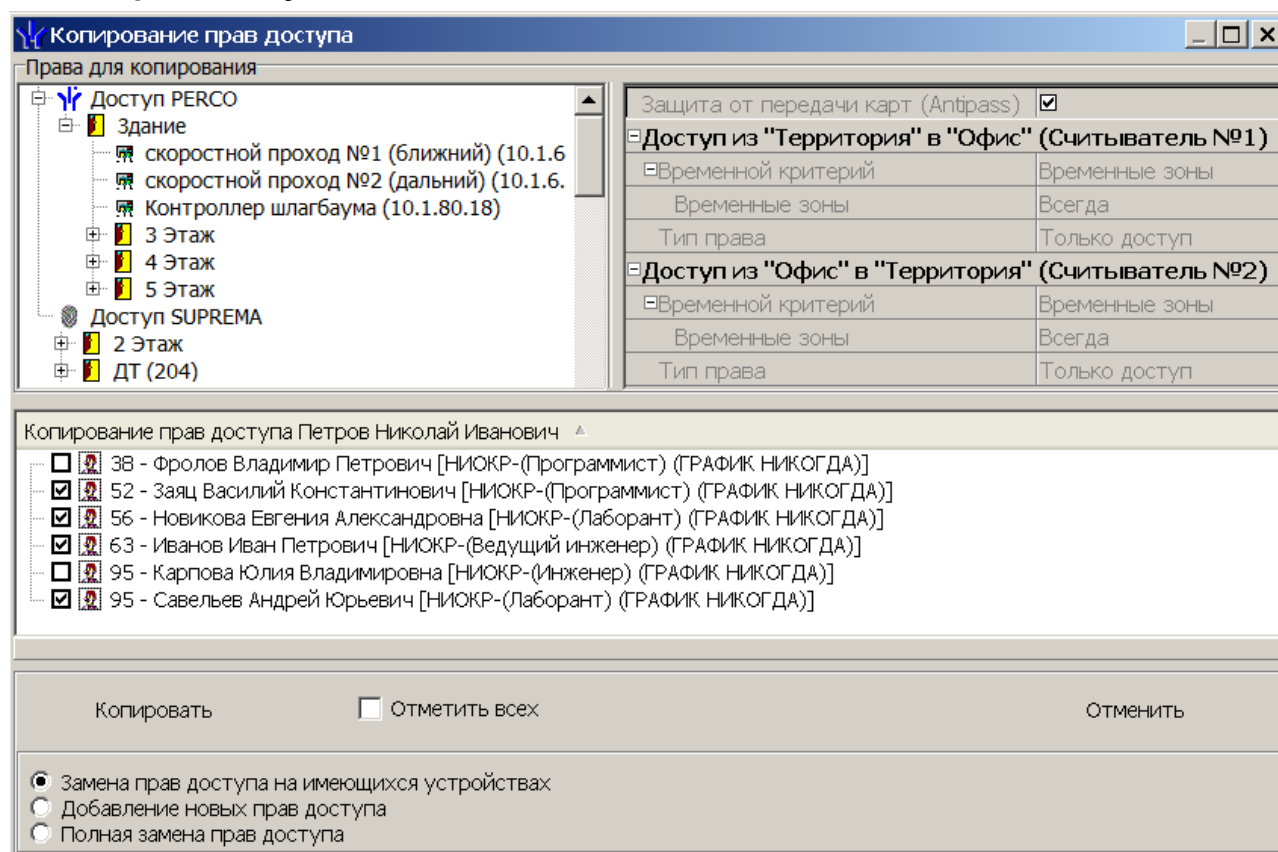 Копирование прав доступа
Права для копирования
Доступ PERCO
Здание
скоростной проход №1 (ближний) (10.1.6
скоростной проход №2 (дальний) (10.1.6.
Контроллер шлагбаума (10.1.80.18)
3 Этаж
4 Этаж
5 Этаж
Доступ SUPREMA
2 Этаж
ДТ (204)
Защита от передачи карт (Antipass)
Доступ из "Территория" в "Офис" (Считыватель №1)
Временной критерий Временные зоны
Временные зоны Всегда
Тип права Только доступ
Доступ из "Офис" в "Территория" (Считыватель №2)
Временной критерий Временные зоны
Временные зоны Всегда
Тип права Только доступ
Копирование прав доступа Петров Николай Иванович
38 - Фролов Владимир Петрович [НИОКР-(Программист) (ГРАФИК НИКОГДА)]
52 - Заяц Василий Константинович [НИОКР-(Программист) (ГРАФИК НИКОГДА)]
56 - Новикова Евгения Александровна [НИОКР-(Лаборант) (ГРАФИК НИКОГДА)]
63 - Иванов Иван Петрович [НИОКР-(Ведущий инженер) (ГРАФИК НИКОГДА)]
95 - Карпова Юлия Владимировна [НИОКР-(Инженер) (ГРАФИК НИКОГДА)]
95 - Савельев Андрей Юрьевич [НИОКР-(Лаборант) (ГРАФИК НИКОГДА)]
Копировать Отметить всех Отменить
Замена прав доступа на имеющихся устройствах
Добавление новых прав доступа
Полная замена прав доступа